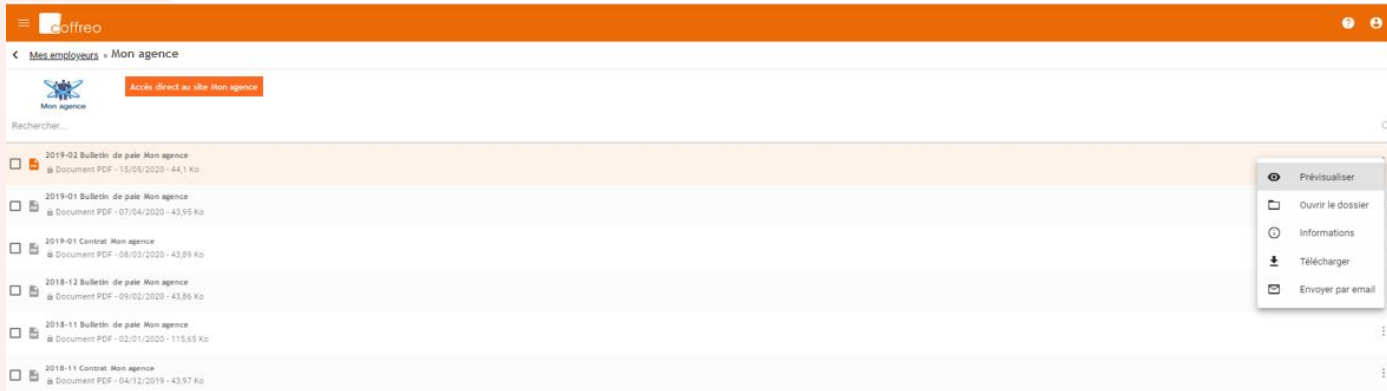 coffreo
Mes employeurs » Mon agence
Mon agence
Accès direct au site Mon agence
Rechercher...
2019-02 Bulletin de paie Mon agence
Document PDF - 15/05/2020 - 44,1 Ko
Prévisualiser
2019-01 Bulletin de paie Mon agence
Document PDF - 07/04/2020 - 43,95 Ko
Ouvrir le dossier
2019-01 Contrat Mon agence
Document PDF - 08/03/2020 - 43,89 Ko
Informations
Télécharger
2018-12 Bulletin de paie Mon agence
Document PDF - 09/02/2020 - 43,86 Ko
Envoyer par email
2018-11 Bulletin de paie Mon agence
Document PDF - 02/01/2020 - 115,65 Ko
2018-11 Contrat Mon agence
Document PDF - 04/12/2019 - 43,97 Ko